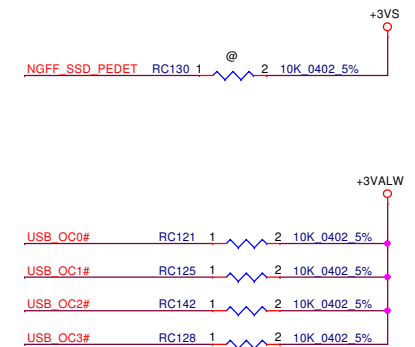 +3VS
@
NGFF_SSD_PEDET RC130 1 2 10K_0402_5%
+3VALW
USB_OC0# RC121 1 2 10K_0402_5%
USB_OC1# RC125 1 2 10K_0402_5%
USB_OC2# RC142 1 2 10K_0402_5%
USB_OC3# RC128 1 2 10K_0402_5%